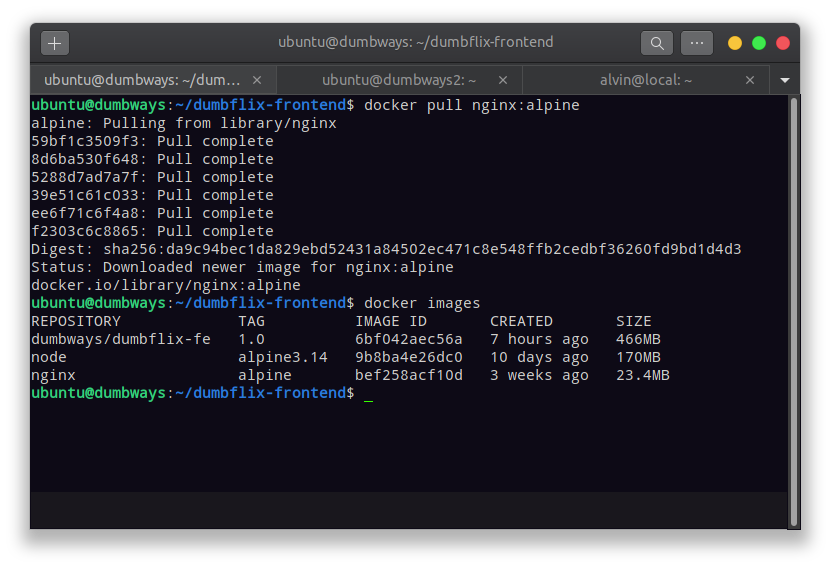 ubuntu@dumbways: ~/dumbflix-frontend
ubuntu@dumbways: ~/dum… × ubuntu@dumbways2: ~ × alvin@local: ~ ×
ubuntu@dumbways:~/dumbflix-frontend$ docker pull nginx:alpine
alpine: Pulling from library/nginx
59bf1c3509f3: Pull complete
8d6ba530f648: Pull complete
5288d7ad7a7f: Pull complete
39e51c61c033: Pull complete
ee6f71c6f4a8: Pull complete
f2303c6c8865: Pull complete
Digest: sha256:da9c94bec1da829ebd52431a84502ec471c8e548ffb2cedbf36260fd9bd1d4d3
Status: Downloaded newer image for nginx:alpine
docker.io/library/nginx:alpine
ubuntu@dumbways:~/dumbflix-frontend$ docker images
REPOSITORY TAG IMAGE ID CREATED SIZE
dumbways/dumbflix-fe 1.0 6bf042aec56a 7 hours ago 466MB
node alpine3.14 9b8ba4e26dc0 10 days ago 170MB
nginx alpine bef258acf10d 3 weeks ago 23.4MB
ubuntu@dumbways:~/dumbflix-frontend$ _